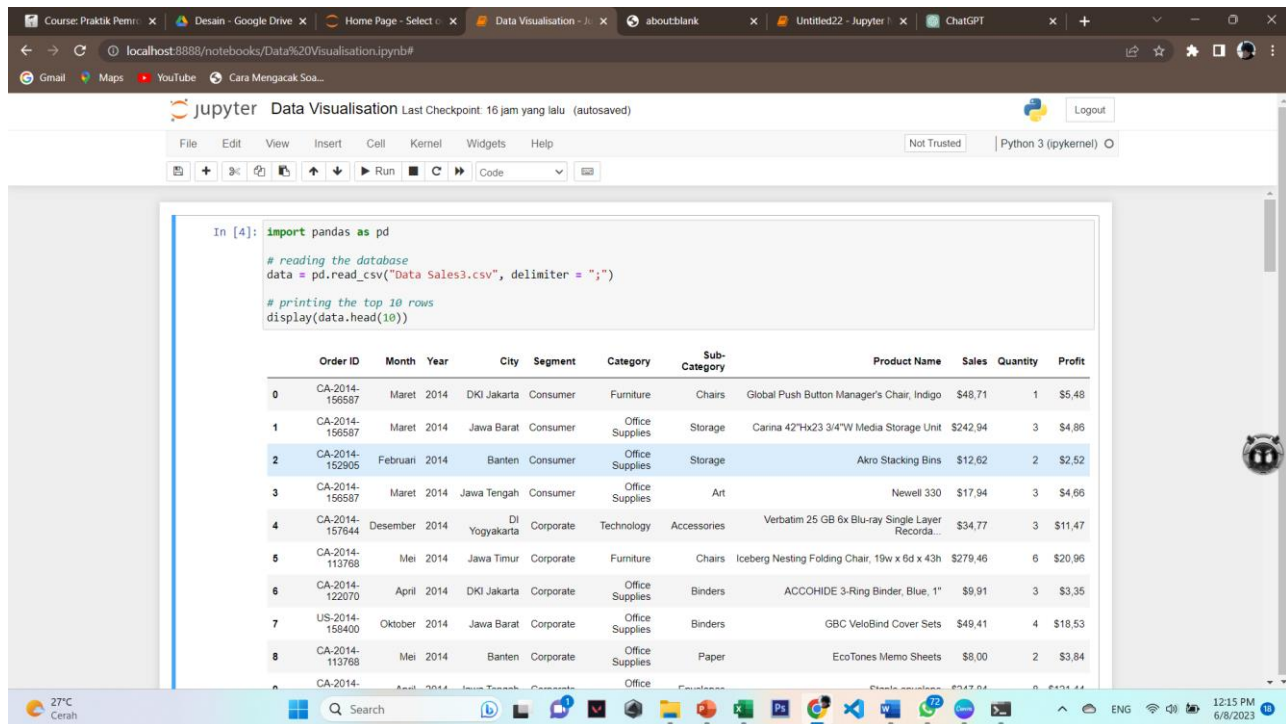 Course: Praktik Pemro
Desain - Google Drive
Home Page - Select o
Data Visualisation - Ju
about:blank
Untitled22 - Jupyter N
ChatGPT
localhost:8888/notebooks/Data%20Visualisation.ipynb#
Gmail Maps YouTube Cara Mengacak Soa...
jupyter Data Visualisation Last Checkpoint: 16 jam yang lalu (autosaved) Logout
File Edit View Insert Cell Kernel Widgets Help Not Trusted Python 3 (ipykernel)
Run Code
In [4]: import pandas as pd
# reading the database
data = pd.read_csv("Data Sales3.csv", delimiter = ";")
# printing the top 10 rows
display(data.head(10))
Order ID Month Year City Segment Category Sub-Category Product Name Sales Quantity Profit
0 CA-2014-156587 Maret 2014 DKI Jakarta Consumer Furniture Chairs Global Push Button Manager's Chair, Indigo $48,71 1 $5,48
1 CA-2014-156587 Maret 2014 Jawa Barat Consumer Office Supplies Storage Carina 42"Hx23 3/4"W Media Storage Unit $242,94 3 $4,86
2 CA-2014-152905 Februari 2014 Banten Consumer Office Supplies Storage Akro Stacking Bins $12,62 2 $2,52
3 CA-2014-156587 Maret 2014 Jawa Tengah Consumer Office Supplies Art Newell 330 $17,94 3 $4,66
4 CA-2014-157644 Desember 2014 DI Yogyakarta Corporate Technology Accessories Verbatim 25 GB 6x Blu-ray Single Layer Recorda... $34,77 3 $11,47
5 CA-2014-113768 Mei 2014 Jawa Timur Corporate Furniture Chairs Iceberg Nesting Folding Chair, 19w x 6d x 43h $279,46 6 $20,96
6 CA-2014-122070 April 2014 DKI Jakarta Corporate Office Supplies Binders ACCOHIDE 3-Ring Binder, Blue, 1" $9,91 3 $3,35
7 US-2014-158400 Oktober 2014 Jawa Barat Corporate Office Supplies Binders GBC VeloBind Cover Sets $49,41 4 $18,53
8 CA-2014-113768 Mei 2014 Banten Corporate Office Supplies Paper EcoTones Memo Sheets $8,00 2 $3,84
CA-2014- April 2014 Jawa Tengah Corporate Office Envelopes Staple envelope
27°C
Cerah
Search
72
ENG
12:15 PM
6/8/2023
18